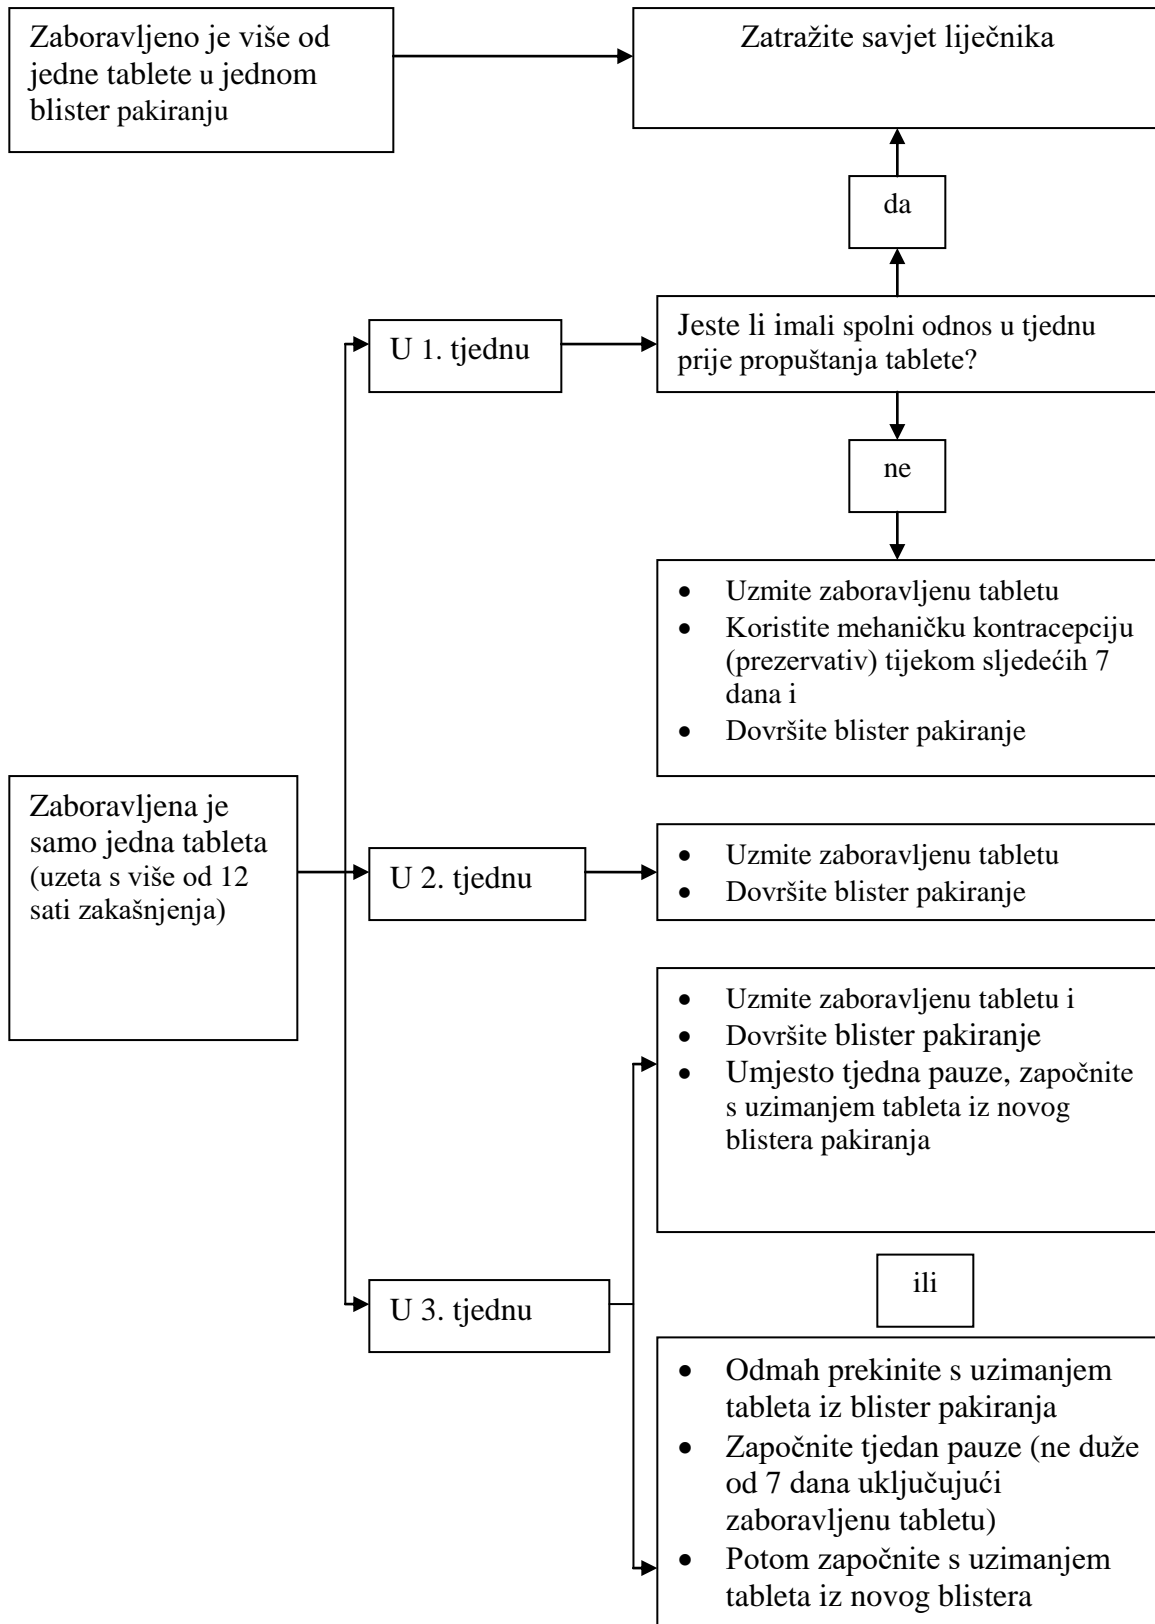 Zaboravljeno je više od
jedne tablete u jednom
blister pakiranju
Zatražite savjet liječnika
da
U 1. tjednu
Jeste li imali spolni odnos u tjednu
prije propuštanja tablete?
ne
• Uzmite zaboravljenu tabletu
• Koristite mehaničku kontracepciju
(prezervativ) tijekom sljedećih 7
dana i
• Dovršite blister pakiranje
Zaboravljena je
samo jedna tableta
(uzeta s više od 12
sati zakašnjenja)
U 2. tjednu
• Uzmite zaboravljenu tabletu
• Dovršite blister pakiranje
• Uzmite zaboravljenu tabletu i
• Dovršite blister pakiranje
• Umjesto tjedna pauze, započnite
s uzimanjem tableta iz novog
blistera pakiranja
ili
U 3. tjednu
• Odmah prekinite s uzimanjem
tableta iz blister pakiranja
• Započnite tjedan pauze (ne duže
od 7 dana uključujući
zaboravljenu tabletu)
• Potom započnite s uzimanjem
tableta iz novog blistera